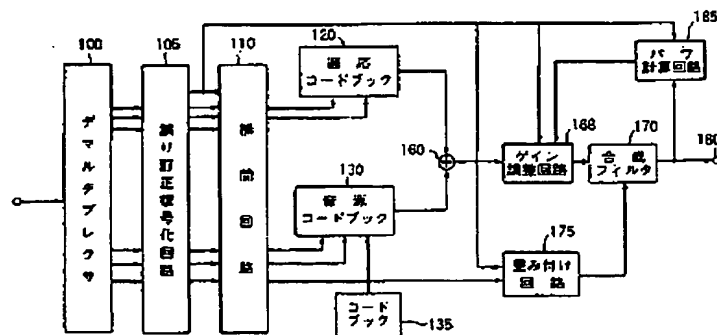 100
デマルチプレクサ
105
誤り訂正復号化回路
110
補間回路
120
適応
コードブック
130
音源
コードブック
コード
ブック
135
160
168
ゲイン
調整回路
170
合成
フィルタ
175
重み付け
回路
185
パワ
計算回路
180